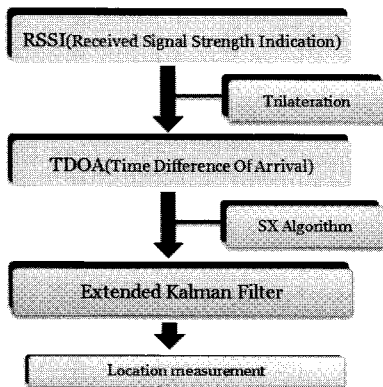 RSSI(Received Signal Strength Indication)
Trilateration
TDOA(Time Difference Of Arrival)
SX Algorithm
Extended Kalman Filter
Location measurement